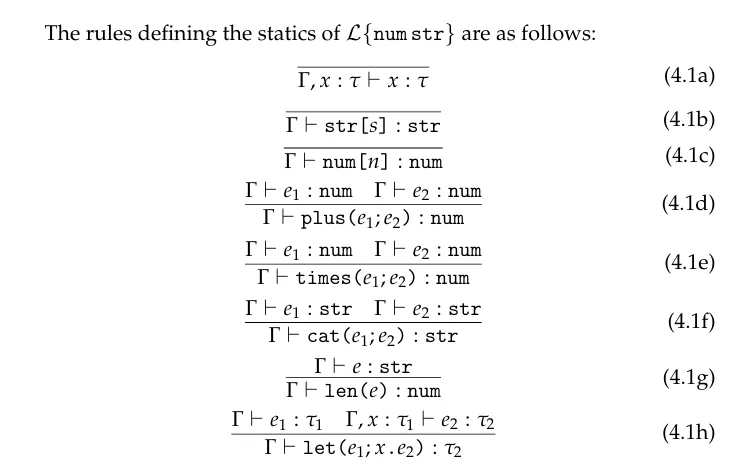 The rules defining the statics of ℒ{num str} are as follows:
Γ, x : τ ⊢ x : τ (4.1a)
Γ ⊢ str[s] : str (4.1b)
Γ ⊢ num[n] : num (4.1c)
Γ ⊢ e₁ : num Γ ⊢ e₂ : num
Γ ⊢ plus(e₁; e₂) : num (4.1d)
Γ ⊢ e₁ : num Γ ⊢ e₂ : num
Γ ⊢ times(e₁; e₂) : num (4.1e)
Γ ⊢ e₁ : str Γ ⊢ e₂ : str
Γ ⊢ cat(e₁; e₂) : str (4.1f)
Γ ⊢ e : str
Γ ⊢ len(e) : num (4.1g)
Γ ⊢ e₁ : τ₁ Γ, x : τ₁ ⊢ e₂ : τ₂
Γ ⊢ let(e₁; x.e₂) : τ₂ (4.1h)